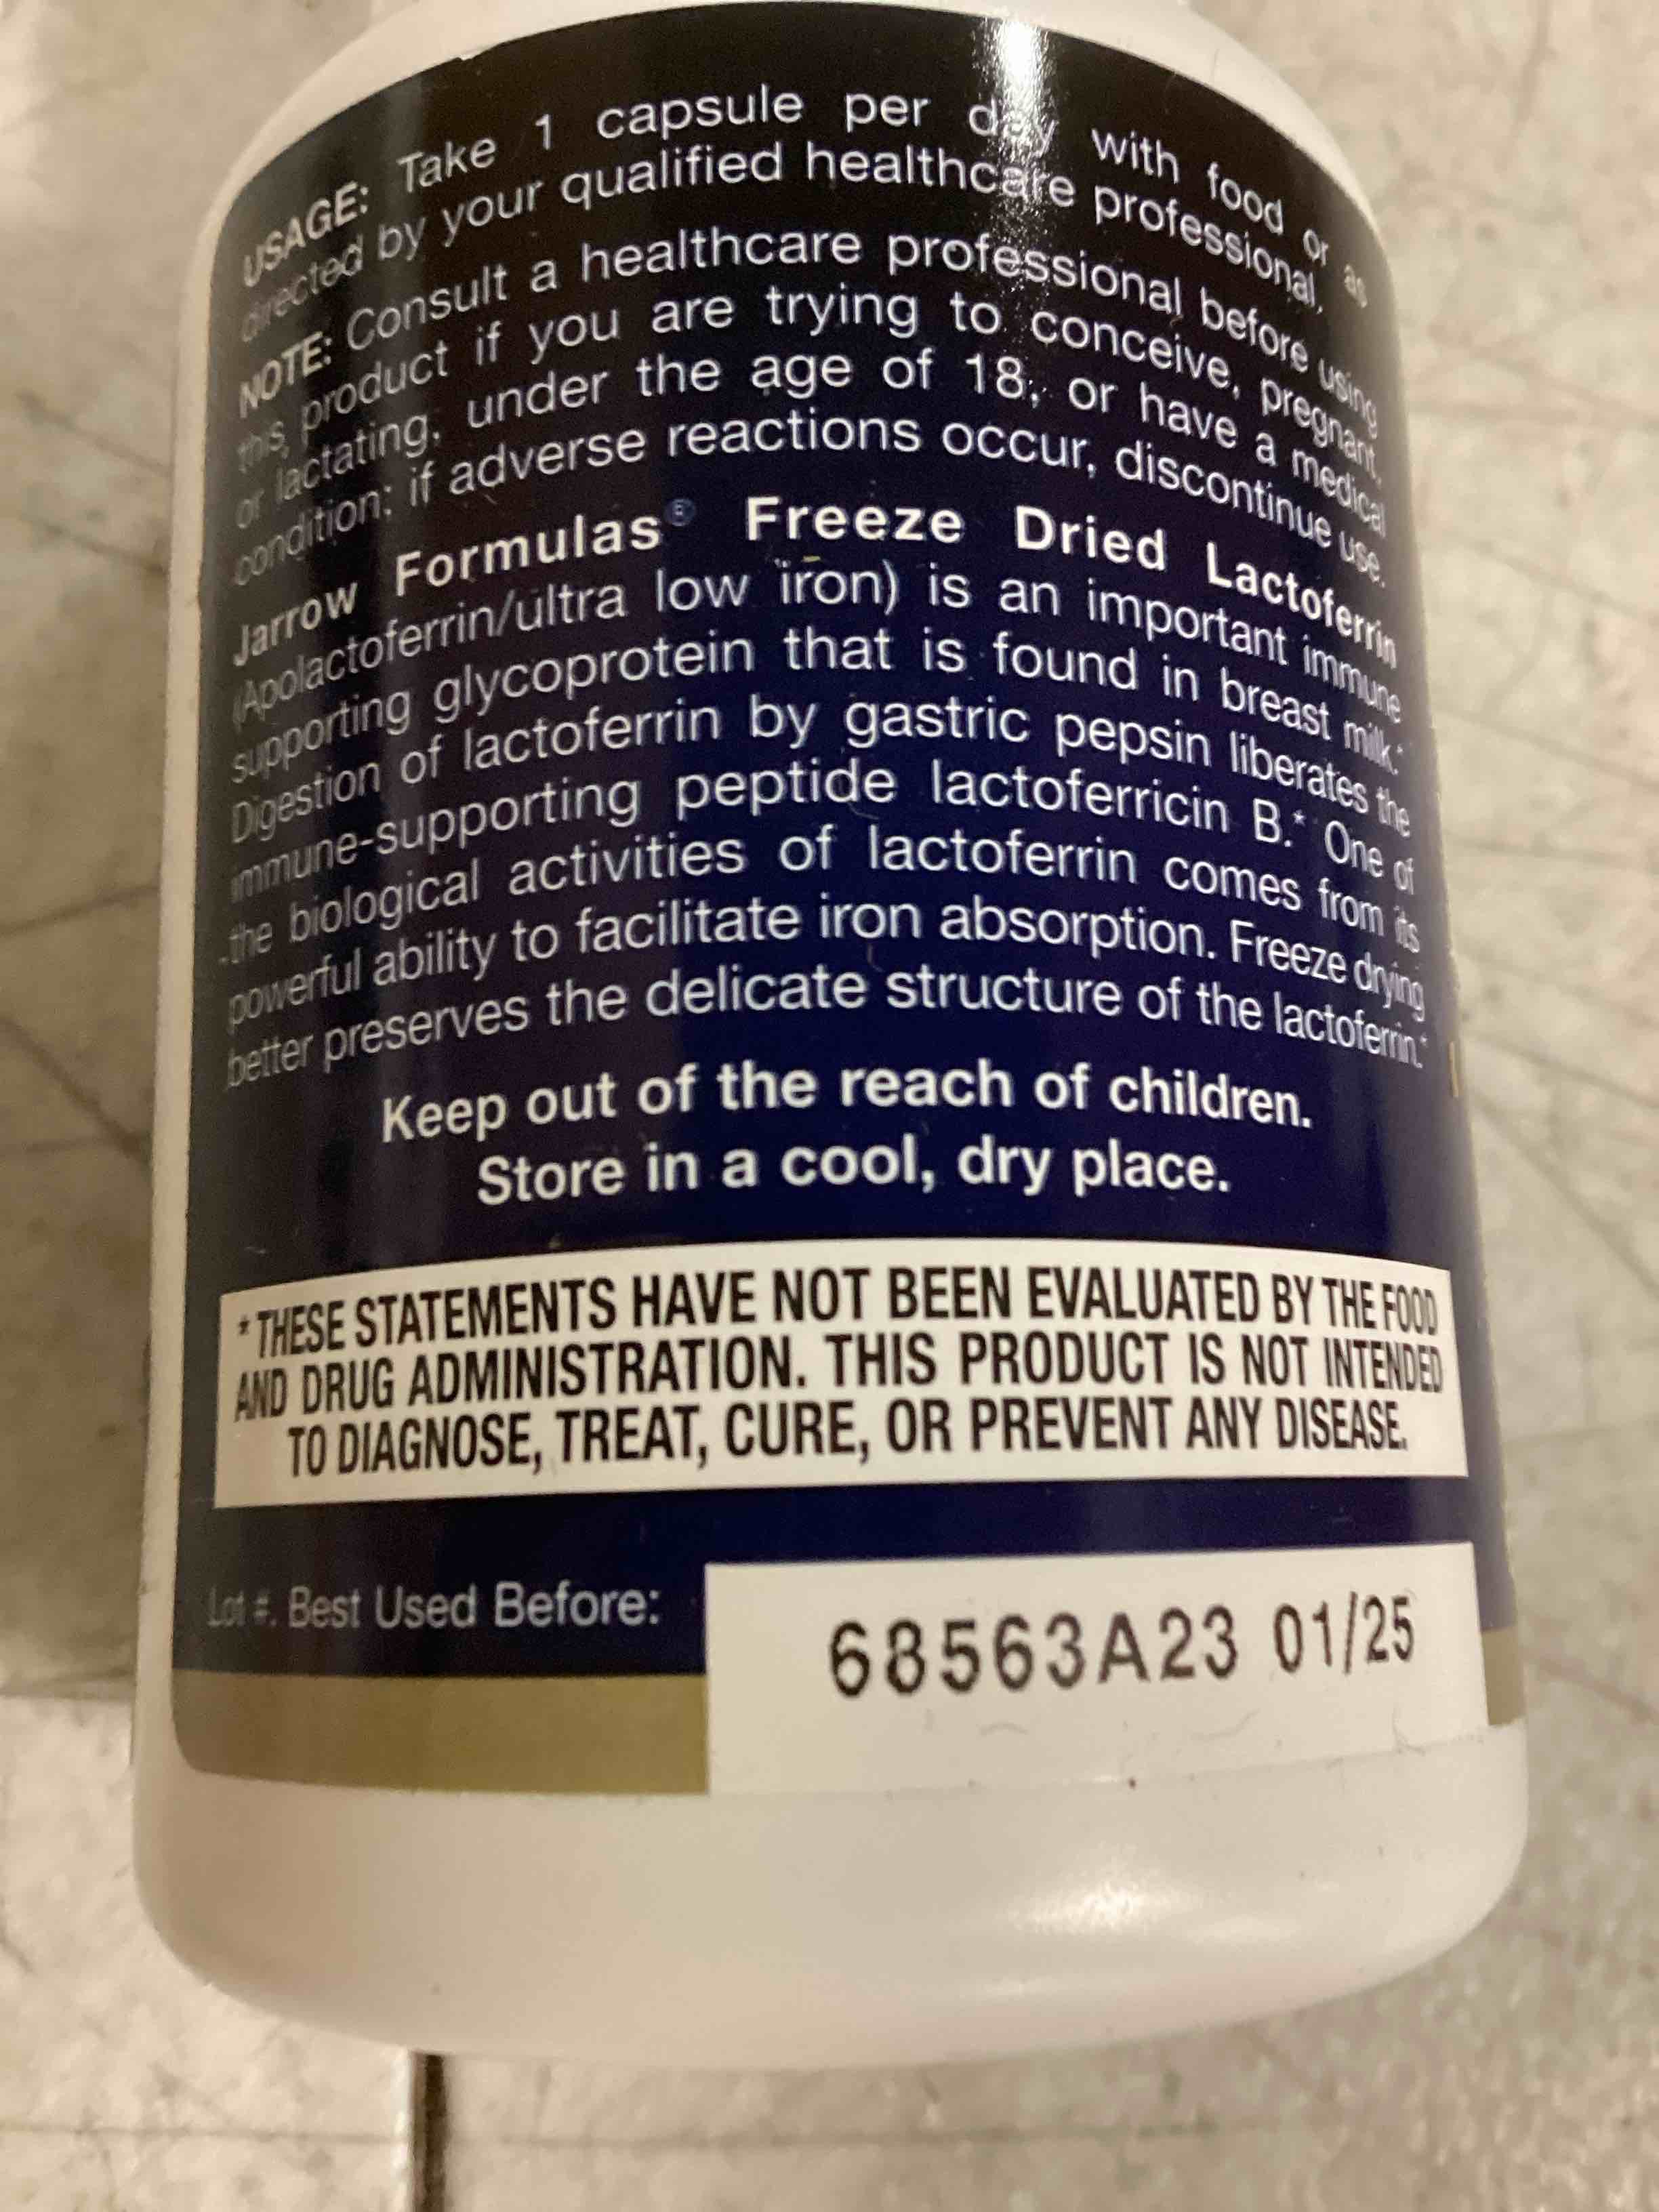 USAGE: Take 1 capsule per day with food or as
directed by your qualified healthcare professional.
NOTE: Consult a healthcare professional before using
this product if you are trying to conceive, pregnant,
or lactating, under the age of 18, or have a medical
condition; if adverse reactions occur, discontinue use.
Jarrow Formulas® Freeze Dried Lactoferrin
(Apolactoferrin/ultra low iron) is an important immune
supporting glycoprotein that is found in breast milk.*
Digestion of lactoferrin by gastric pepsin liberates the
immune-supporting peptide lactoferricin B.* One of
the biological activities of lactoferrin comes from its
powerful ability to facilitate iron absorption. Freeze drying
better preserves the delicate structure of the lactoferrin.*
Keep out of the reach of children.
Store in a cool, dry place.
*THESE STATEMENTS HAVE NOT BEEN EVALUATED BY THE FOOD
AND DRUG ADMINISTRATION. THIS PRODUCT IS NOT INTENDED
TO DIAGNOSE, TREAT, CURE, OR PREVENT ANY DISEASE.
Lot #. Best Used Before:
68563A23 01/25